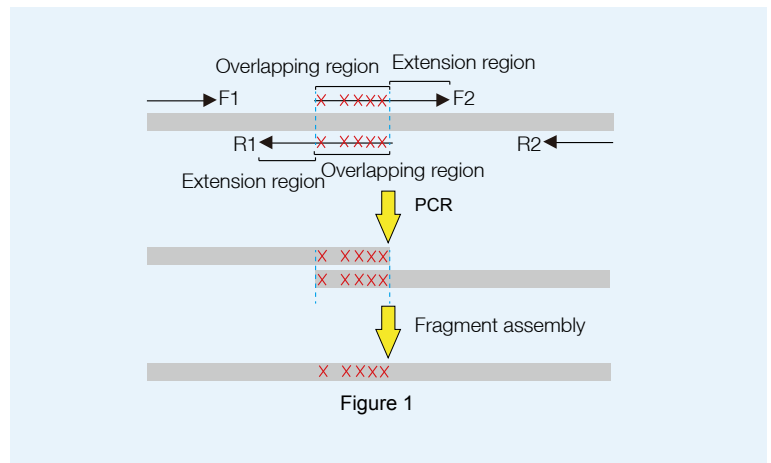 Overlapping region Extension region
F1 X X X X X F2
R1 X X X X X R2
Extension region Overlapping region
PCR
X X X X X
X X X X X
Fragment assembly
X X X X X
Figure 1